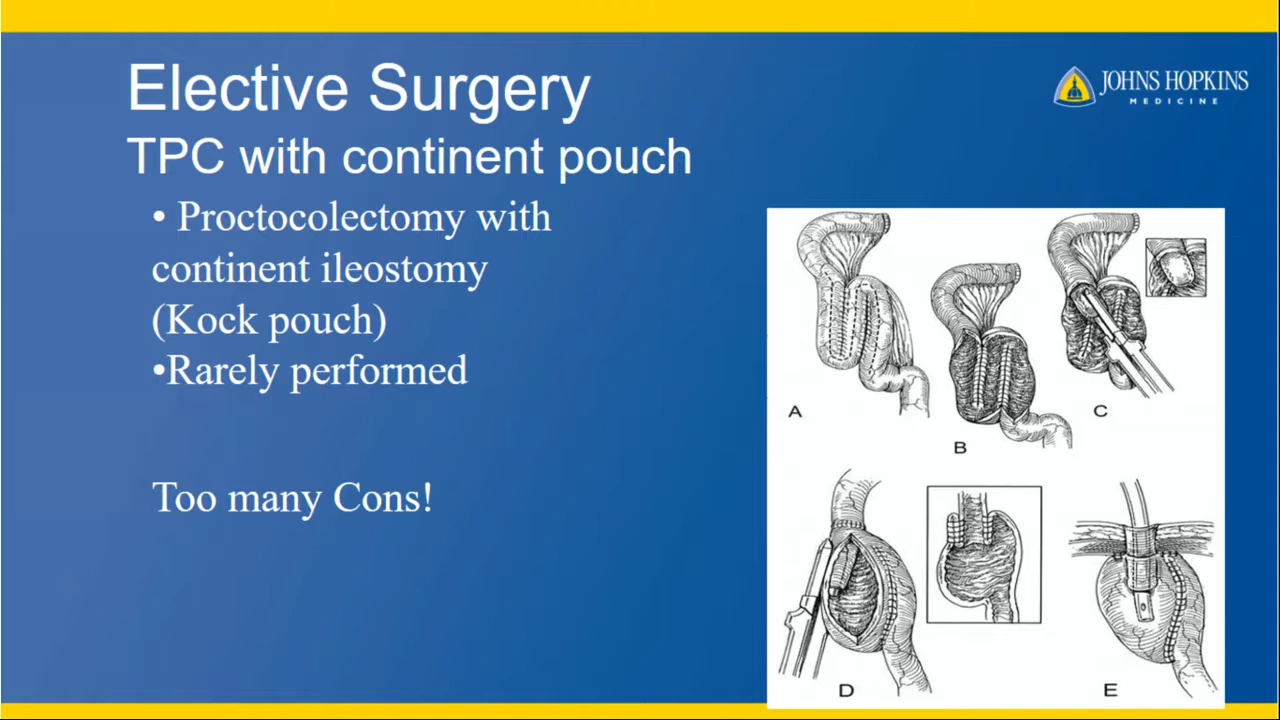 Elective Surgery
JOHNS HOPKINS
MEDICINE
TPC with continent pouch
• Proctocolectomy with
continent ileostomy
(Kock pouch)
•Rarely performed
Too many Cons!
A
B
C
D
E